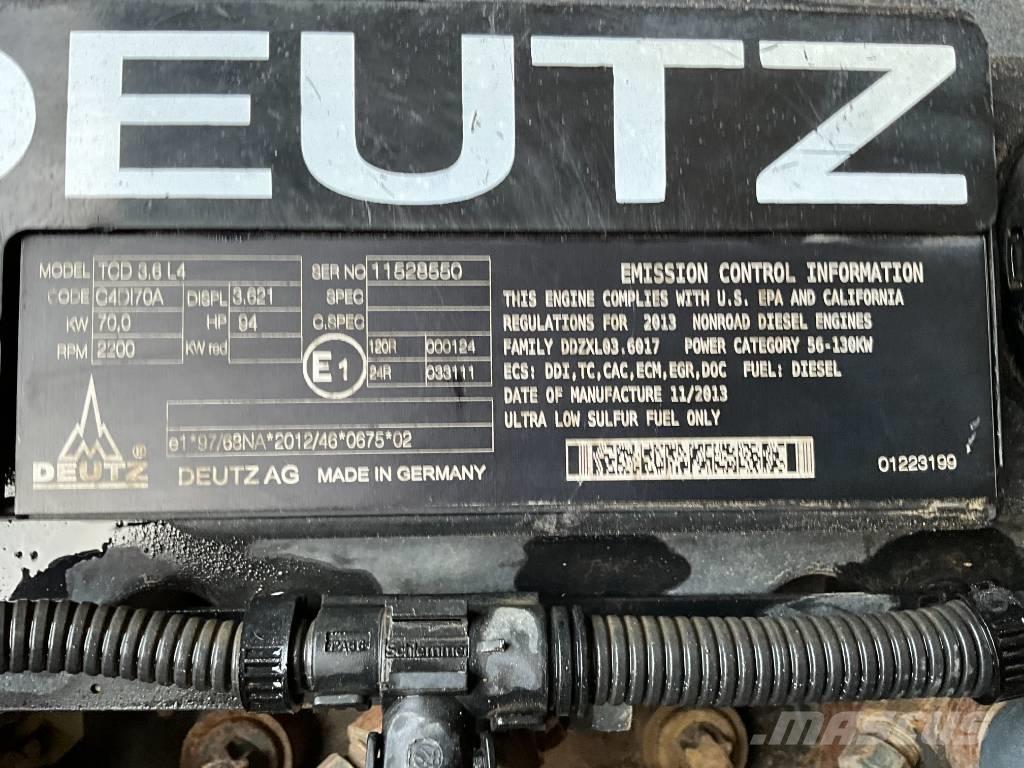 DEUTZ
MODEL TCD 3,6 L4 SER NO 11528550
CODE C4DI70A DISPL 3.621 SPEC
KW 70,0 HP 94 C.SPEC
RPM 2200 KW red E1 120R 000124
24R 033111
e1*97/68NA*2012/46*0675*02
DEUTZ
®
DEUTZ AG MADE IN GERMANY
EMISSION CONTROL INFORMATION
THIS ENGINE COMPLIES WITH U.S. EPA AND CALIFORNIA
REGULATIONS FOR 2013 NONROAD DIESEL ENGINES
FAMILY DDZXL03.6017 POWER CATEGORY 56-130KW
ECS: DDI,TC,CAC,ECM,EGR,DOC FUEL: DIESEL
DATE OF MANUFACTURE 11/2013
ULTRA LOW SULFUR FUEL ONLY
01223199
Schlemmer
MASCUS